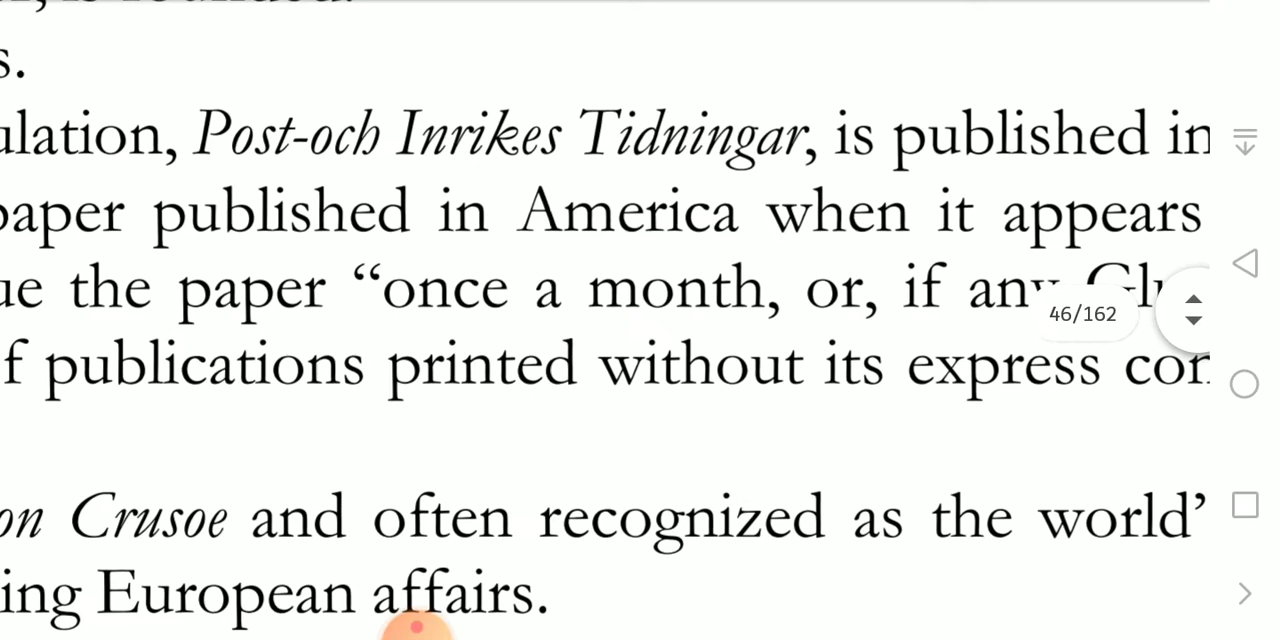 s.
ulation, Post-och Inrikes Tidningar, is published in
paper published in America when it appears
ue the paper “once a month, or, if any
46/162
f publications printed without its express con
on Crusoe and often recognized as the world’
ing European affairs.